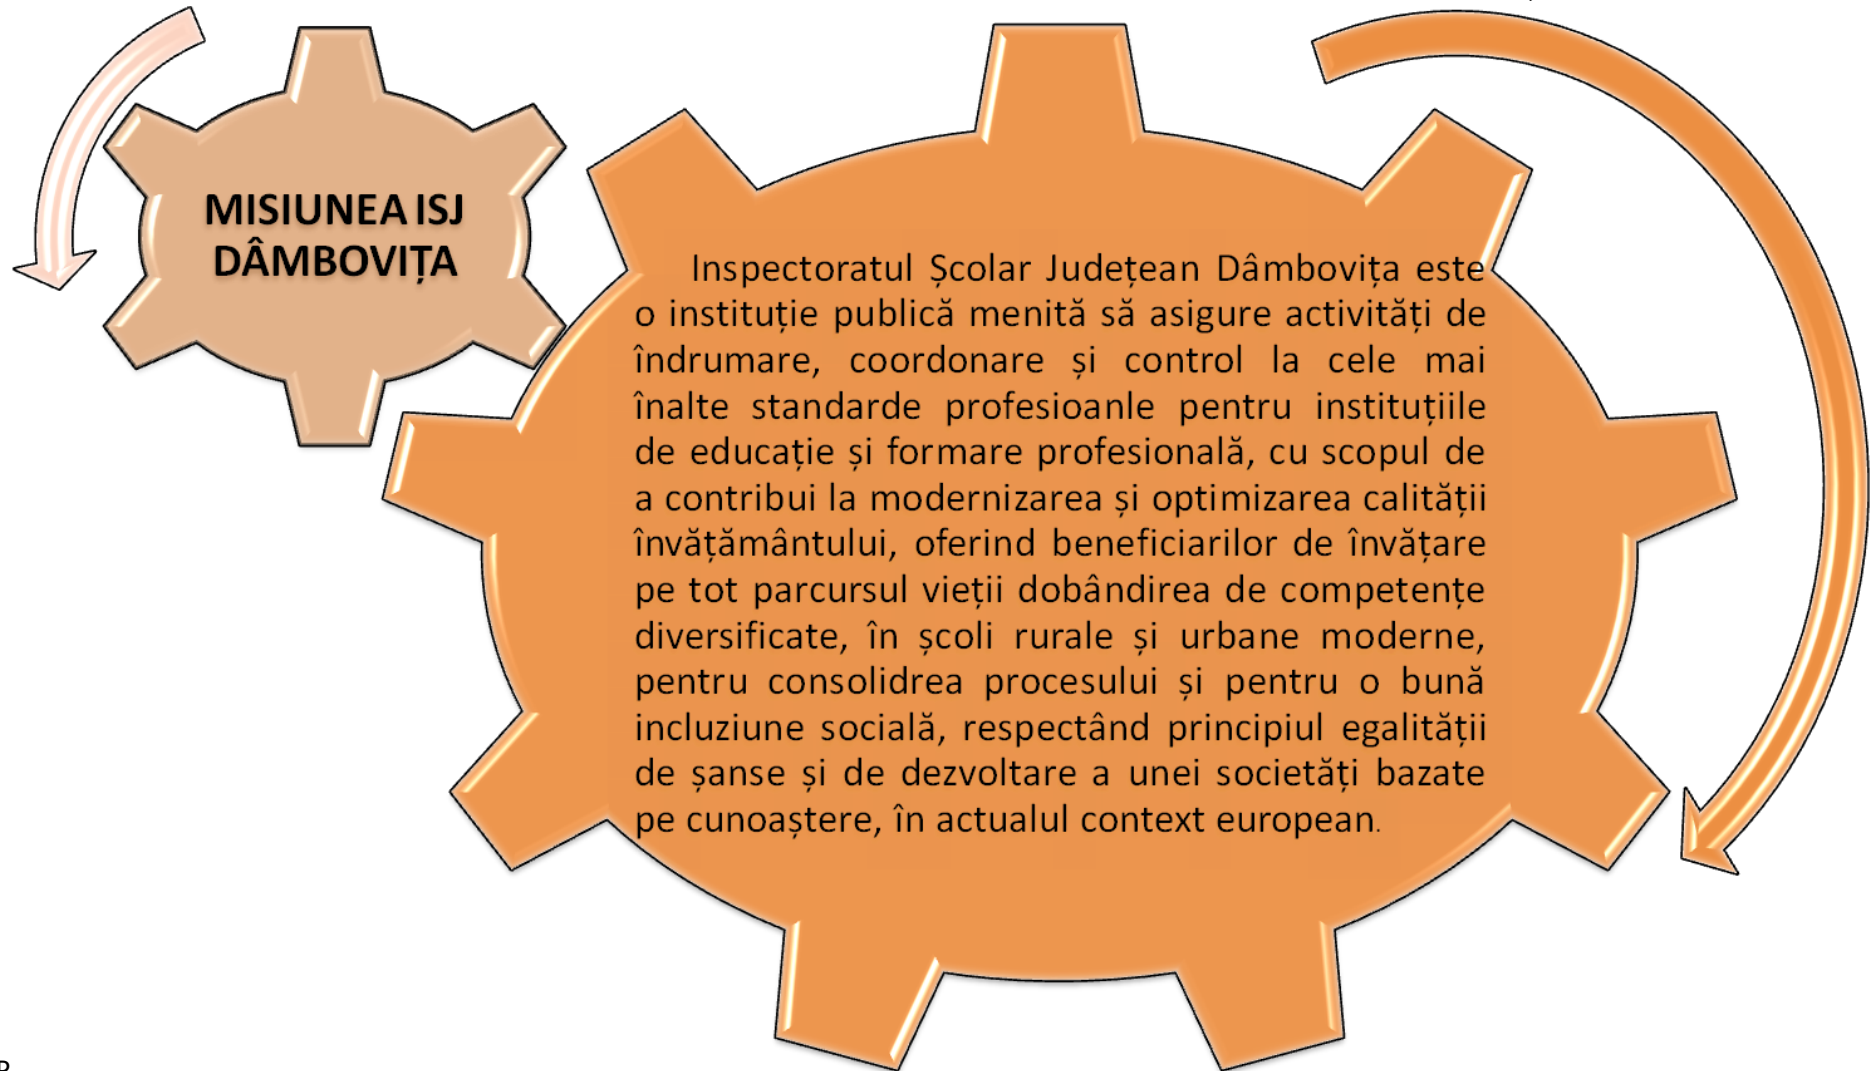 MISIUNEA ISJ
DÂMBOVIȚA
Inspectoratul Școlar Județean Dâmbovița este
o instituție publică menită să asigure activități de
îndrumare, coordonare și control la cele mai
înalte standarde profesioanle pentru instituțiile
de educație și formare profesională, cu scopul de
a contribui la modernizarea și optimizarea calității
învățământului, oferind beneficiarilor de învățare
pe tot parcursul vieții dobândirea de competențe
diversificate, în școli rurale și urbane moderne,
pentru consolidrea procesului și pentru o bună
incluziune socială, respectând principiul egalității
de șanse și de dezvoltare a unei societăți bazate
pe cunoaștere, în actualul context european.